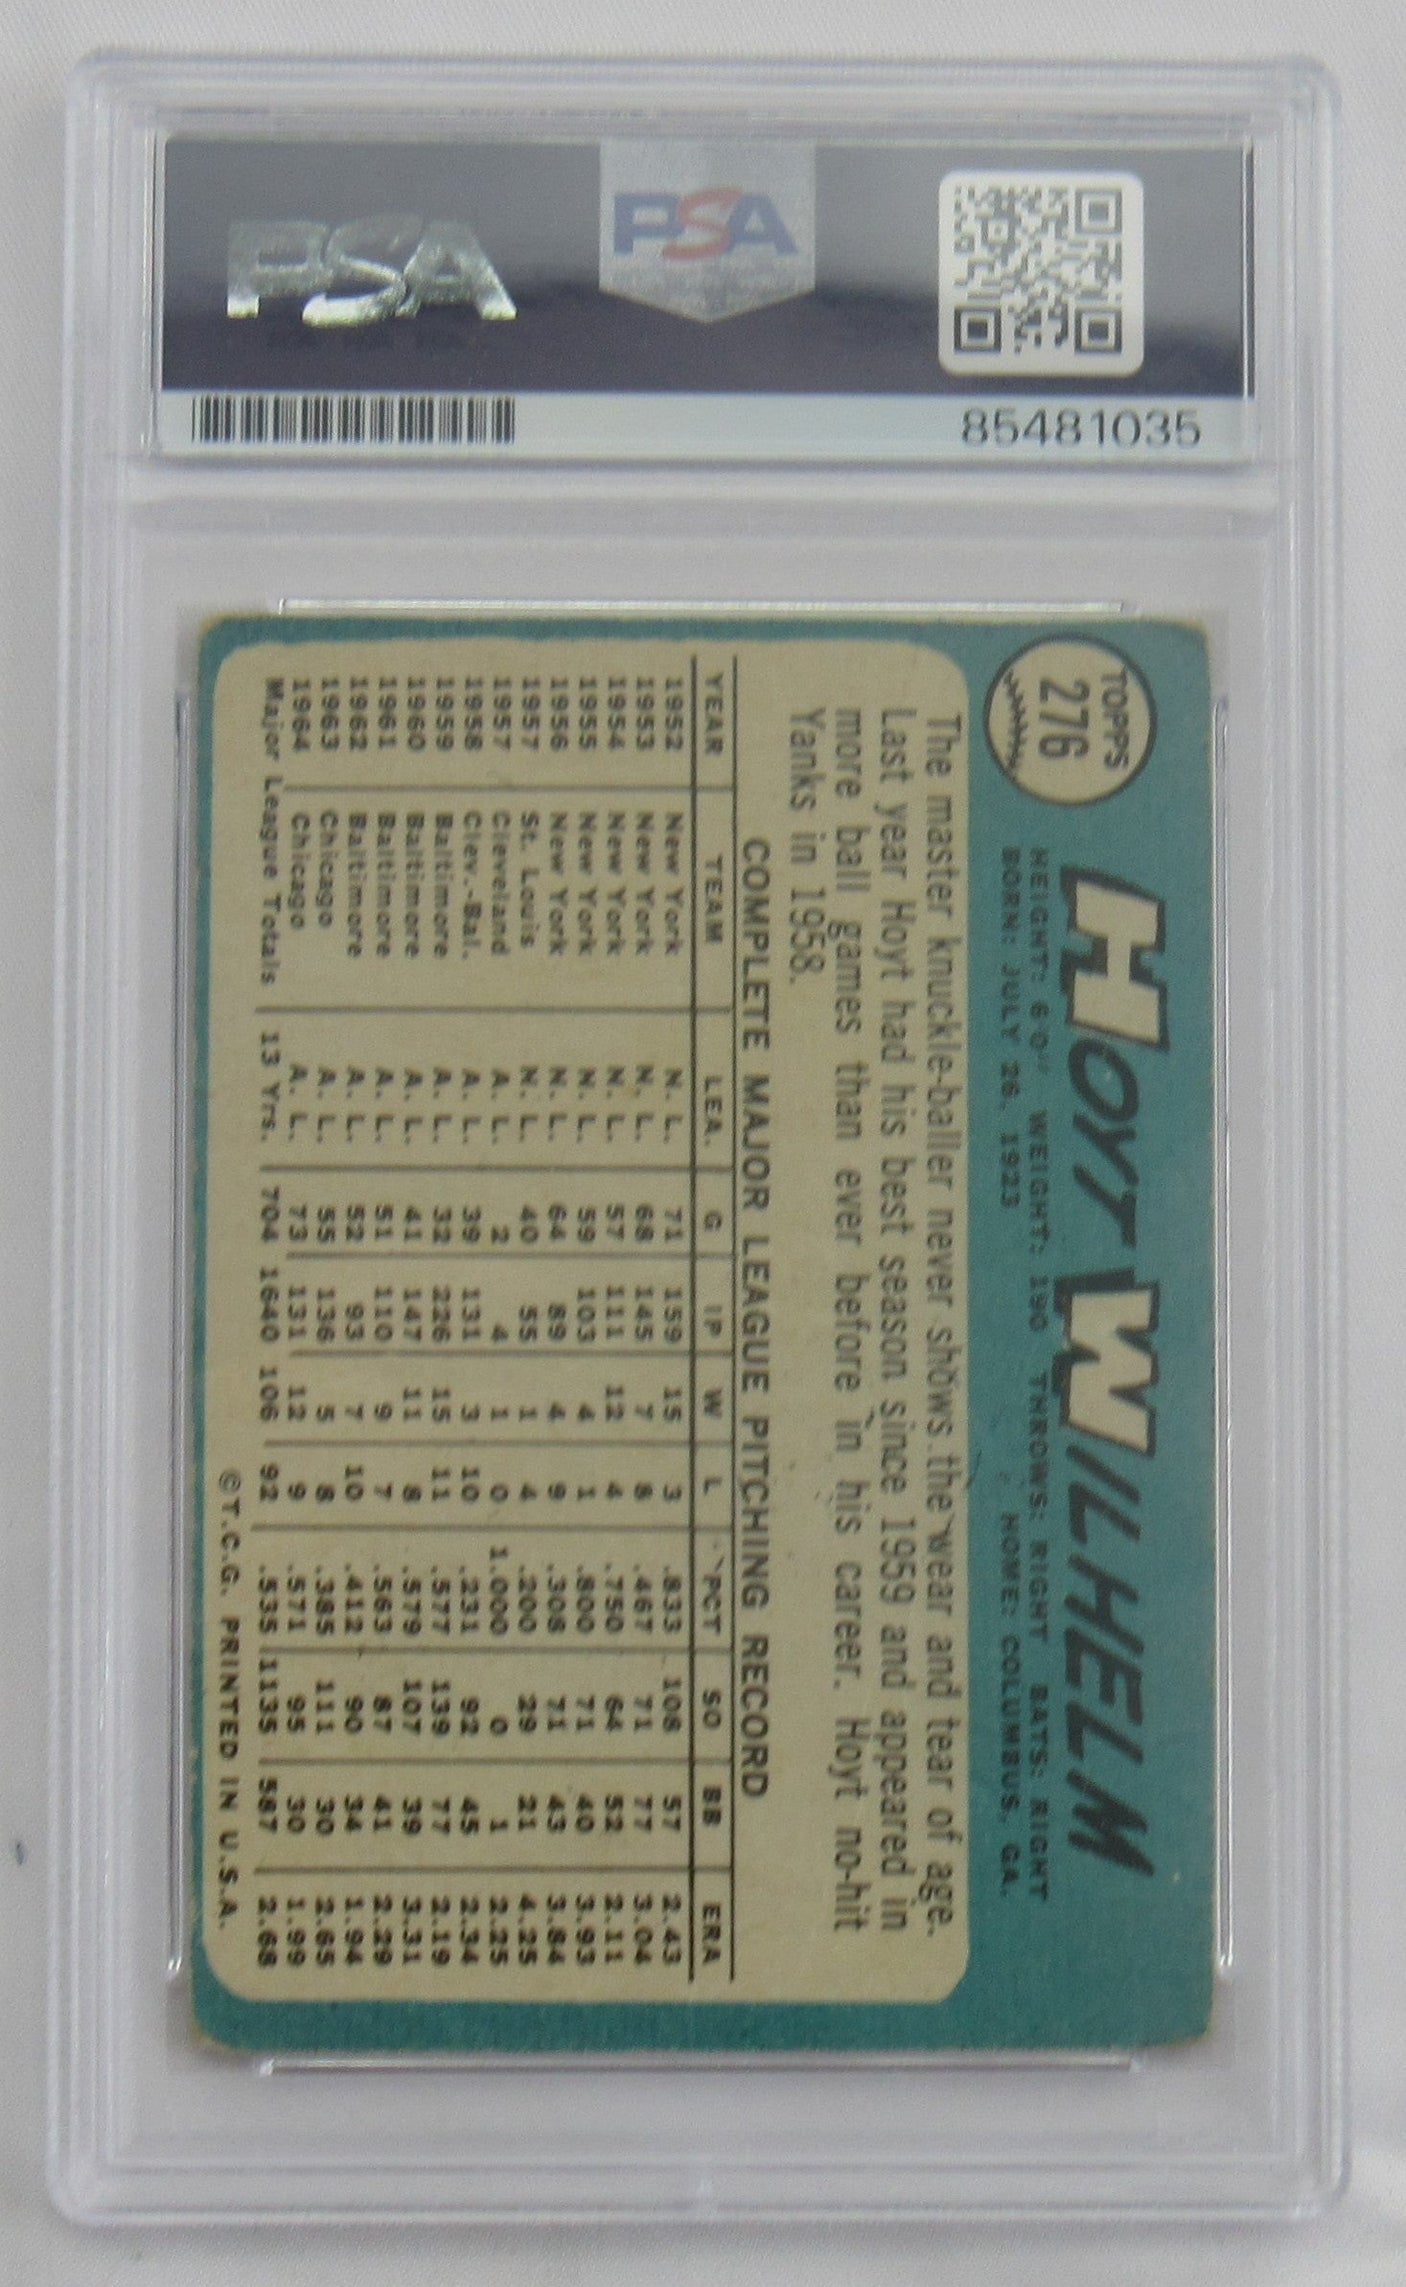 PSA
PSA
85481035
TOPPS
276
HOYT WILHELM
HEIGHT: 6'0" WEIGHT: 190 THROWS: RIGHT BATS: RIGHT
BORN: JULY 26, 1923 HOME: COLUMBUS, GA.
The master knuckle-baller never shows the wear and tear of age.
Last year Hoyt had his best season since 1959 and appeared in
more ball games than ever before in his career. Hoyt no-hit
Yanks in 1958.
COMPLETE MAJOR LEAGUE PITCHING RECORD
YEAR TEAM LEA. G IP W L PCT SO BB ERA
1952 New York N. L. 71 159 15 3 .833 108 57 2.43
1953 New York N. L. 68 145 7 8 .467 71 77 3.04
1954 New York N. L. 57 111 12 4 .750 64 52 2.11
1955 New York N. L. 59 103 4 1 .800 71 40 3.93
1956 New York N. L. 64 89 4 9 .308 71 43 3.84
1957 St. Louis N. L. 40 55 1 4 .200 29 21 4.25
1957 Cleveland A. L. 2 4 1 0 1.000 0 1 2.25
1958 Clev.-Bal. A. L. 39 131 3 10 .231 92 45 2.34
1959 Baltimore A. L. 32 226 15 11 .577 139 77 2.19
1960 Baltimore A. L. 41 147 11 8 .579 107 39 3.31
1961 Baltimore A. L. 51 110 9 7 .563 87 41 2.29
1962 Baltimore A. L. 52 93 7 10 .412 90 34 1.94
1963 Chicago A. L. 55 136 5 8 .385 111 30 2.65
1964 Chicago A. L. 73 131 12 9 .571 95 30 1.99
Major League Totals 13 Yrs. 704 1640 106 92 .535 1135 587 2.68
©T.C.G. PRINTED IN U.S.A.